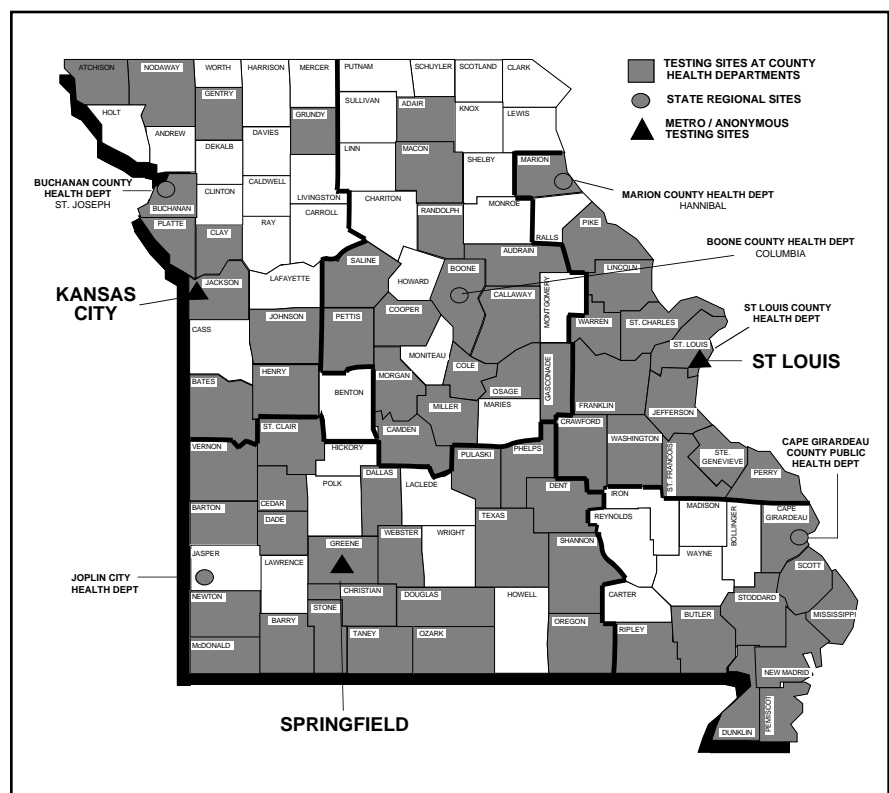 ATCHISON
NODAWAY
WORTH
HARRISON
MERCER
PUTNAM
SCHUYLER
SCOTLAND
CLARK
TESTING SITES AT COUNTY
HEALTH DEPARTMENTS
STATE REGIONAL SITES
METRO / ANONYMOUS
TESTING SITES
HOLT
GENTRY
GRUNDY
SULLIVAN
ADAIR
KNOX
LEWIS
ANDREW
DEKALB
DAVIES
LINN
MACON
SHELBY
MARION
BUCHANAN COUNTY
HEALTH DEPT
ST. JOSEPH
MARION COUNTY HEALTH DEPT
HANNIBAL
BUCHANAN
CLINTON
CALDWELL
LIVINGSTON
CHARITON
RANDOLPH
MONROE
RALLS
PIKE
PLATTE
CLAY
RAY
CARROLL
AUDRAIN
BOONE COUNTY HEALTH DEPT
COLUMBIA
KANSAS
CITY
JACKSON
LAFAYETTE
SALINE
HOWARD
BOONE
CALLAWAY
MONTGOMERY
LINCOLN
ST LOUIS COUNTY
HEALTH DEPT
CASS
JOHNSON
PETTIS
COOPER
WARREN
ST. CHARLES
ST. LOUIS
ST LOUIS
MONITEAU
COLE
OSAGE
GASCONADE
FRANKLIN
JEFFERSON
BATES
HENRY
BENTON
MORGAN
MILLER
MARIES
CAMDEN
CRAWFORD
WASHINGTON
ST. FRANCOIS
STE.
GENEVIEVE
PERRY
CAPE GIRARDEAU
COUNTY PUBLIC
HEALTH DEPT
VERNON
ST. CLAIR
HICKORY
DALLAS
PULASKI
PHELPS
POLK
LACLEDE
DENT
IRON
MADISON
BOLLINGER
CAPE
GIRARDEAU
BARTON
CEDAR
DADE
TEXAS
REYNOLDS
GREENE
WEBSTER
WRIGHT
SHANNON
WAYNE
SCOTT
JOPLIN CITY
HEALTH DEPT
JASPER
LAWRENCE
CHRISTIAN
DOUGLAS
HOWELL
CARTER
STODDARD
MISSISSIPPI
NEWTON
STONE
BARRY
TANEY
OZARK
OREGON
RIPLEY
BUTLER
McDONALD
NEW MADRID
SPRINGFIELD
DUNKLIN
PEMISCOT